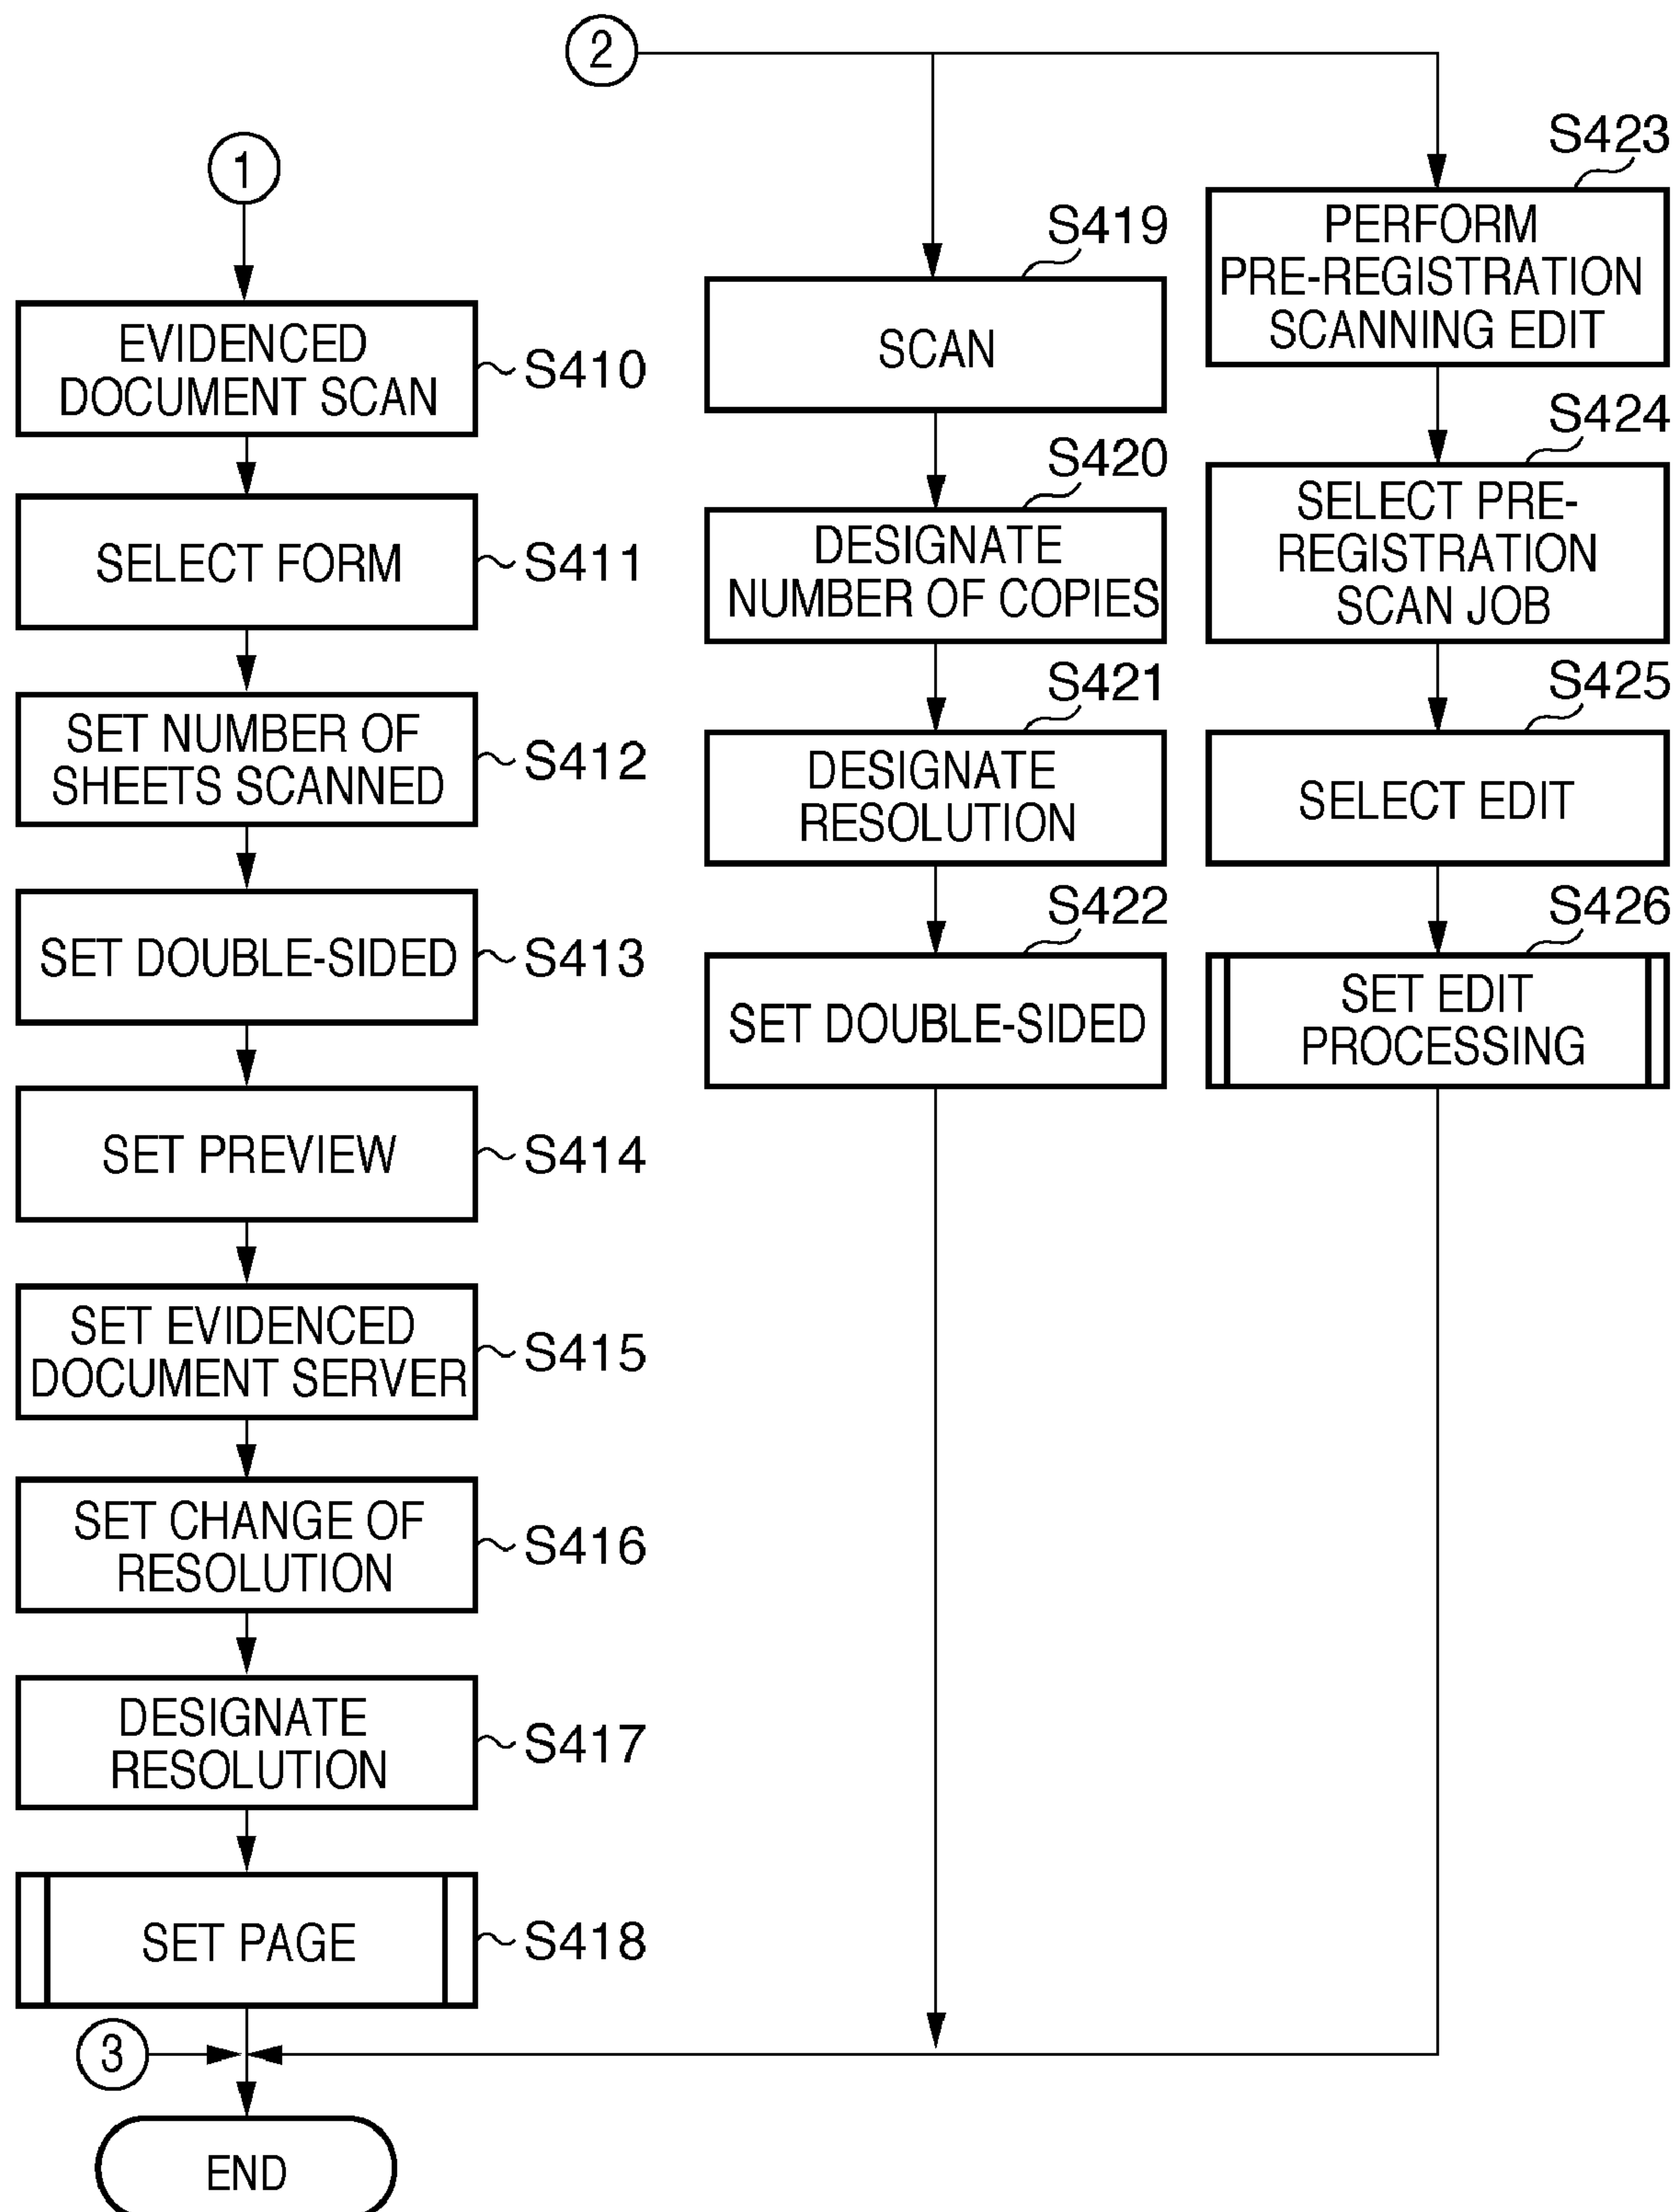 1
EVIDENCED
DOCUMENT SCAN
S410
SELECT FORM
S411
SET NUMBER OF
SHEETS SCANNED
S412
SET DOUBLE-SIDED
S413
SET PREVIEW
S414
SET EVIDENCED
DOCUMENT SERVER
S415
SET CHANGE OF
RESOLUTION
S416
DESIGNATE
RESOLUTION
S417
SET PAGE
S418
3
END
2
S419
SCAN
S420
DESIGNATE
NUMBER OF COPIES
S421
DESIGNATE
RESOLUTION
S422
SET DOUBLE-SIDED
S423
PERFORM
PRE-REGISTRATION
SCANNING EDIT
S424
SELECT PRE-
REGISTRATION
SCAN JOB
S425
SELECT EDIT
S426
SET EDIT
PROCESSING